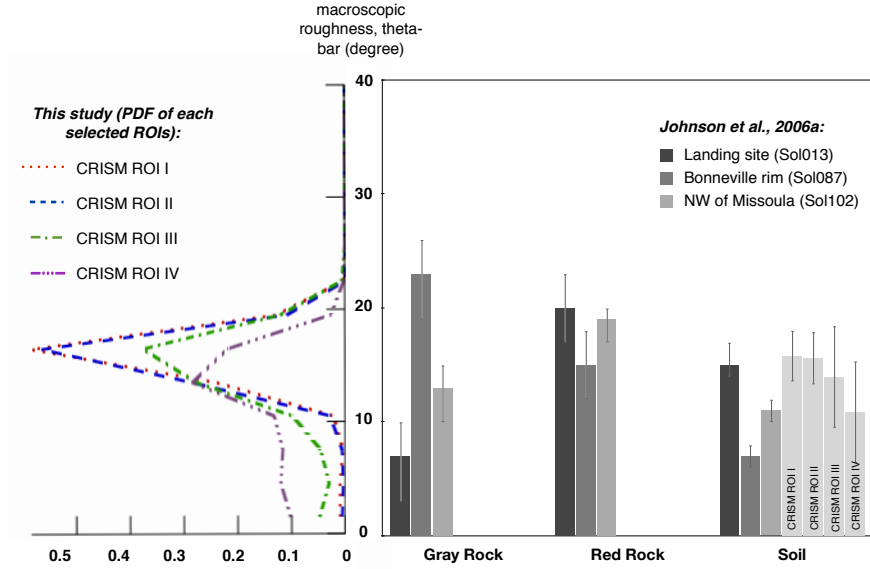 macroscopic
roughness, theta-
bar (degree)
40
30
20
10
0
This study (PDF of each
selected ROIs):
CRISM ROI I
CRISM ROI II
CRISM ROI III
CRISM ROI IV
0.5 0.4 0.3 0.2 0.1 0
Johnson et al., 2006a:
Landing site (Sol013)
Bonneville rim (Sol087)
NW of Missoula (Sol102)
CRISM ROI I
CRISM ROI II
CRISM ROI III
CRISM ROI IV
Gray Rock Red Rock Soil